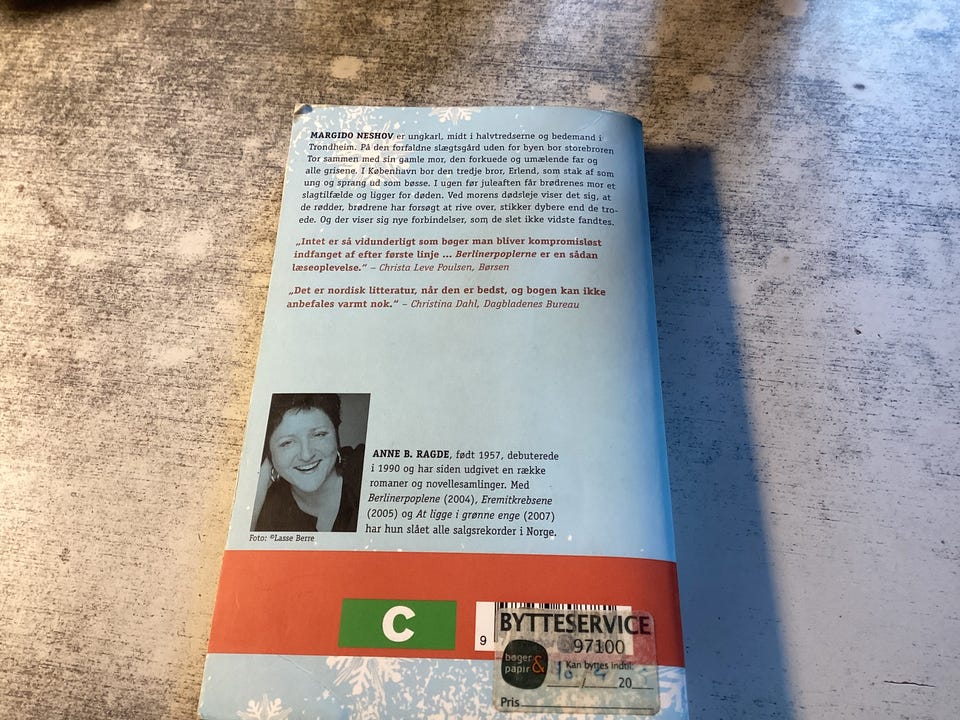 MARGIDO NESHOV er ungkarl, midt i halvtredserne og bedemand i
Trondheim. På den forfaldne slægtsgård uden for byen bor storebroren
Tor sammen med sin gamle mor, den forkuede og umælende far og
alle grisene. I København bor den tredje bror, Erlend, som stak af som
ung og sprang ud som bøsse. I ugen før juleaften får brødrenes mor et
slagtilfælde og ligger for døden. Ved morens dødsleje viser det sig, at
de rødder, brødrene har forsøgt at rive over, stikker dybere end de tro-
ede. Og der viser sig nye forbindelser, som de slet ikke vidste fandtes.
„Intet er så vidunderligt som bøger man bliver kompromisløst
indfanget af efter første linje ... Berlinerpoplerne er en sådan
læseoplevelse.“ – Christa Leve Poulsen, Børsen
„Det er nordisk litteratur, når den er bedst, og bogen kan ikke
anbefales varmt nok.“ – Christina Dahl, Dagbladenes Bureau
ANNE B. RAGDE, født 1957, debuterede
i 1990 og har siden udgivet en række
romaner og novellesamlinger. Med
Berlinerpoplene (2004), Eremitkrebsene
(2005) og At ligge i grønne enge (2007)
har hun slået alle salgsrekorder i Norge.
Foto: ©Lasse Berre
C
9
BYTTESERVICE
97100
bøger &
papir
Kan byttes indtil:
/ 20
Pris